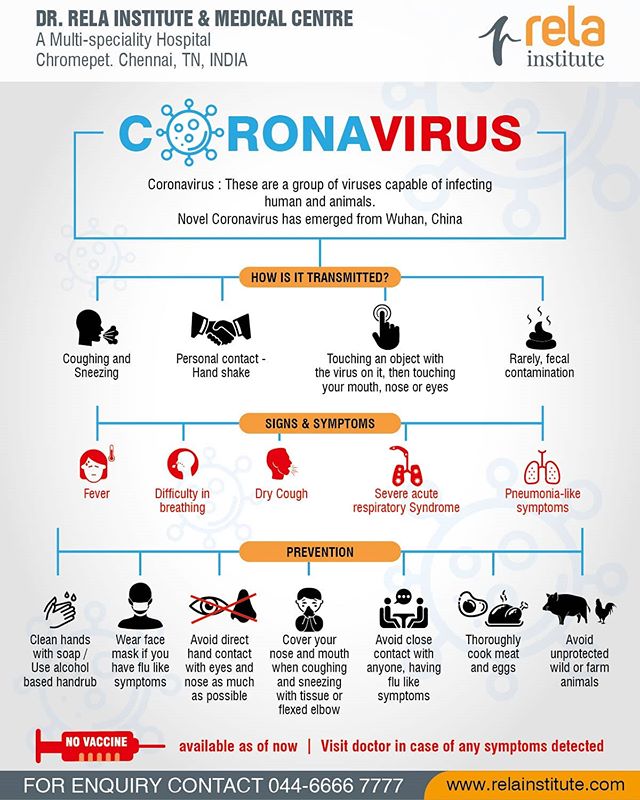 DR. RELA INSTITUTE & MEDICAL CENTRE
A Multi-speciality Hospital
Chromepet. Chennai, TN, INDIA
rela
institute
CORONAVIRUS
Coronavirus : These are a group of viruses capable of infecting
human and animals.
Novel Coronavirus has emerged from Wuhan, China
HOW IS IT TRANSMITTED?
Coughing and
Sneezing
Personal contact -
Hand shake
Touching an object with
the virus on it, then touching
your mouth, nose or eyes
Rarely, fecal
contamination
SIGNS & SYMPTOMS
Fever
Difficulty in
breathing
Dry Cough
Severe acute
respiratory Syndrome
Pneumonia-like
symptoms
PREVENTION
Clean hands
with soap /
Use alcohol
based handrub
Wear face
mask if you
have flu like
symptoms
Avoid direct
hand contact
with eyes and
nose as much
as possible
Cover your
nose and mouth
when coughing
and sneezing
with tissue or
flexed elbow
Avoid close
contact with
anyone, having
flu like
symptoms
Thoroughly
cook meat
and eggs
Avoid
unprotected
wild or farm
animals
NO VACCINE available as of now | Visit doctor in case of any symptoms detected
FOR ENQUIRY CONTACT 044-6666 7777
www.relainstitute.com